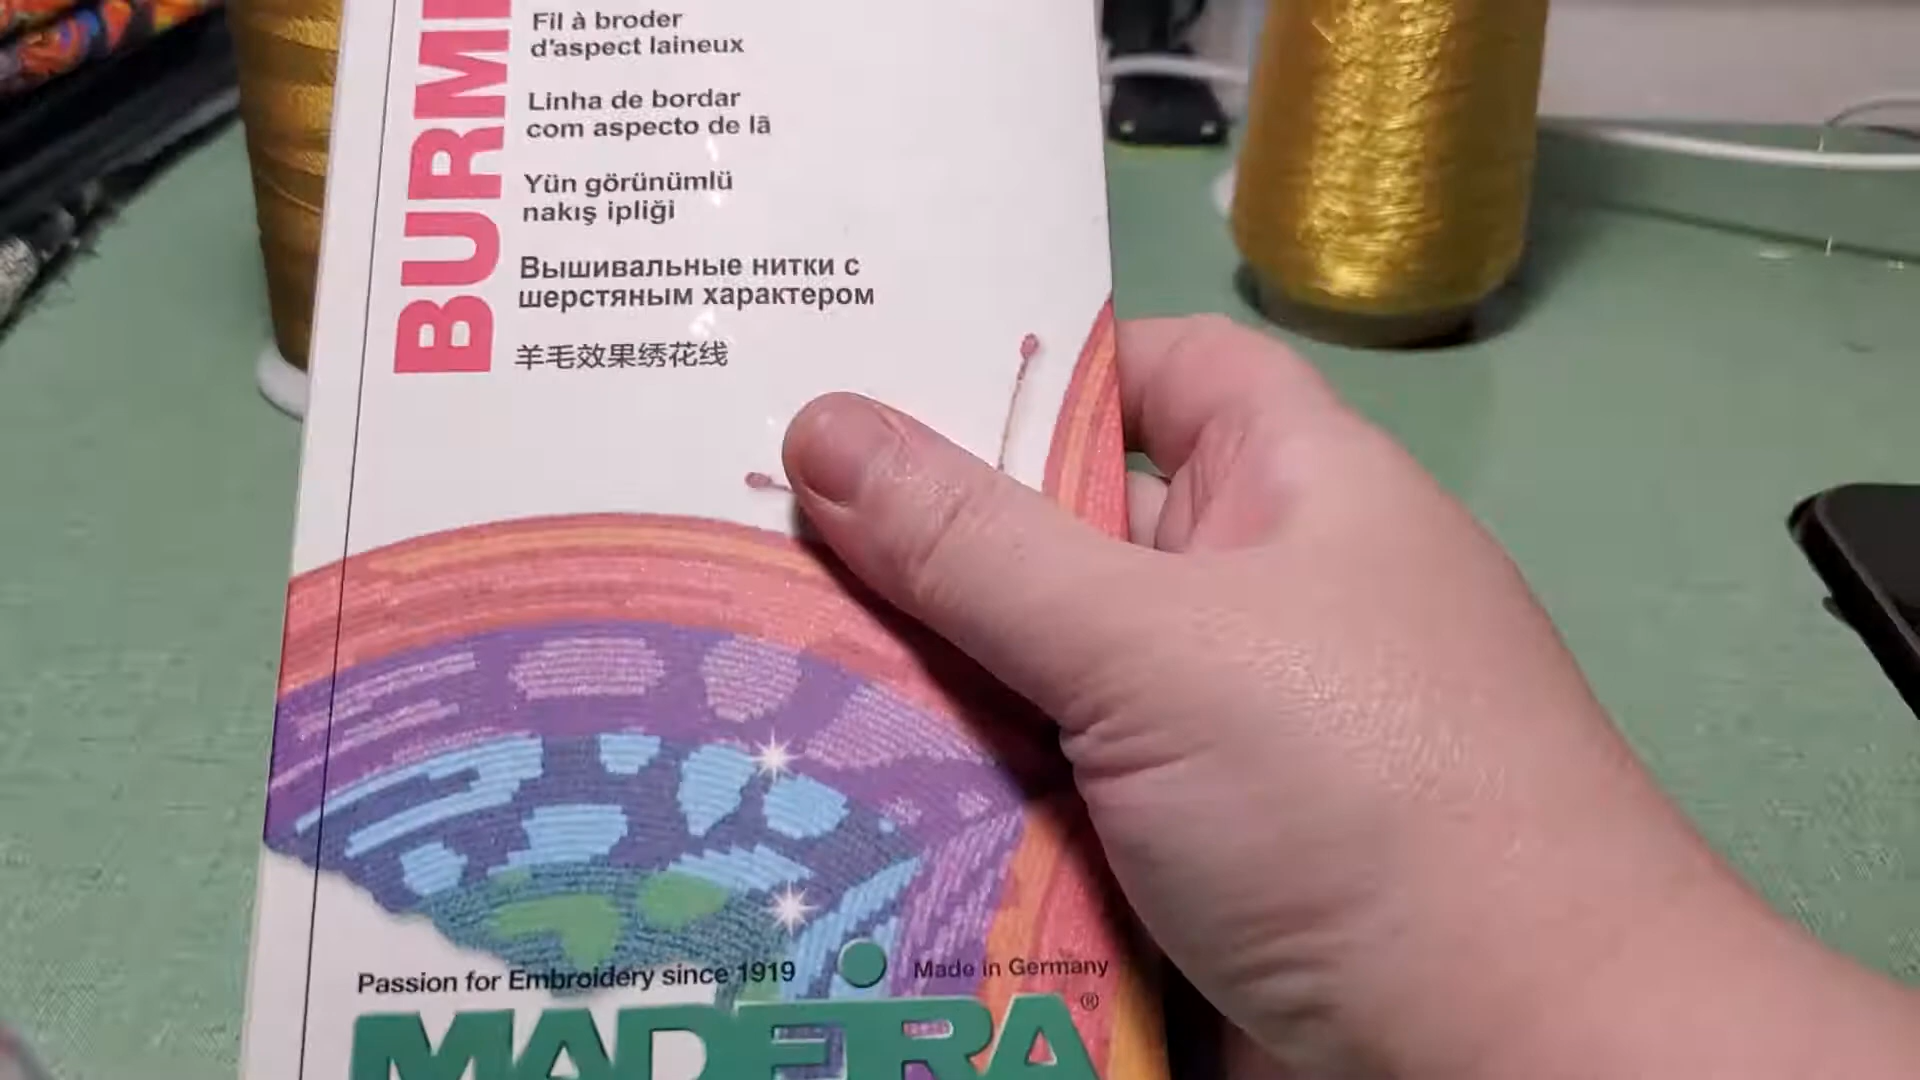 Fil à broder
d'aspect laineux
Linha de bordar
com aspecto de lã
Yün görünümlü
nakış ipliği
Вышивальные нитки с
шерстяным характером
羊毛效果绣花线
Passion for Embroidery since 1919
Made in Germany
MADEIRA ®